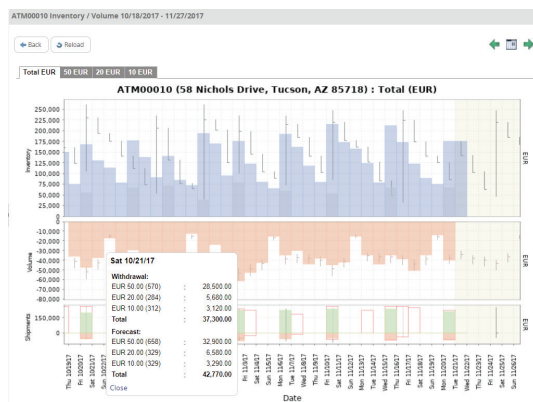 ATM00010 Inventory / Volume 10/18/2017 - 11/27/2017
Back Reload
Total EUR 50 EUR 20 EUR 10 EUR
ATM00010 (58 Nichols Drive, Tucson, AZ 85718) : Total (EUR)
Inventory
250,000
225,000
200,000
175,000
150,000
125,000
100,000
75,000
50,000
25,000
0
EUR
Volume
-10,000
-20,000
-30,000
-40,000
-50,000
-60,000
-70,000
-80,000
EUR
Shipments
150,000
0
EUR
Sat 10/21/17
Withdrawal:
EUR 50.00 (570) : 28,500.00
EUR 20.00 (284) : 5,680.00
EUR 10.00 (312) : 3,120.00
Total : 37,300.00
Forecast:
EUR 50.00 (658) : 32,900.00
EUR 20.00 (329) : 6,580.00
EUR 10.00 (329) : 3,290.00
Total : 42,770.00
Close
Thu 10/19/17
Fri 10/20/17
Sat 10/21/17
Sun 10/22/17
Fri 11/3/17
Sat 11/4/17
Sun 11/5/17
Mon 11/6/17
Tue 11/7/17
Wed 11/8/17
Thu 11/9/17
Fri 11/10/17
Sat 11/11/17
Sun 11/12/17
Mon 11/13/17
Tue 11/14/17
Wed 11/15/17
Thu 11/16/17
Fri 11/17/17
Sat 11/18/17
Sun 11/19/17
Mon 11/20/17
Tue 11/21/17
Wed 11/22/17
Thu 11/23/17
Fri 11/24/17
Sat 11/25/17
Sun 11/26/17
Date